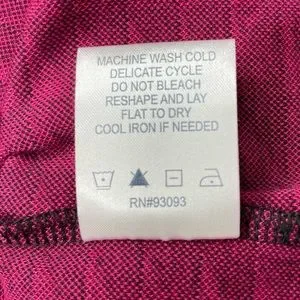 MACHINE WASH COLD
DELICATE CYCLE
DO NOT BLEACH
RESHAPE AND LAY
FLAT TO DRY
COOL IRON IF NEEDED
RN#93093